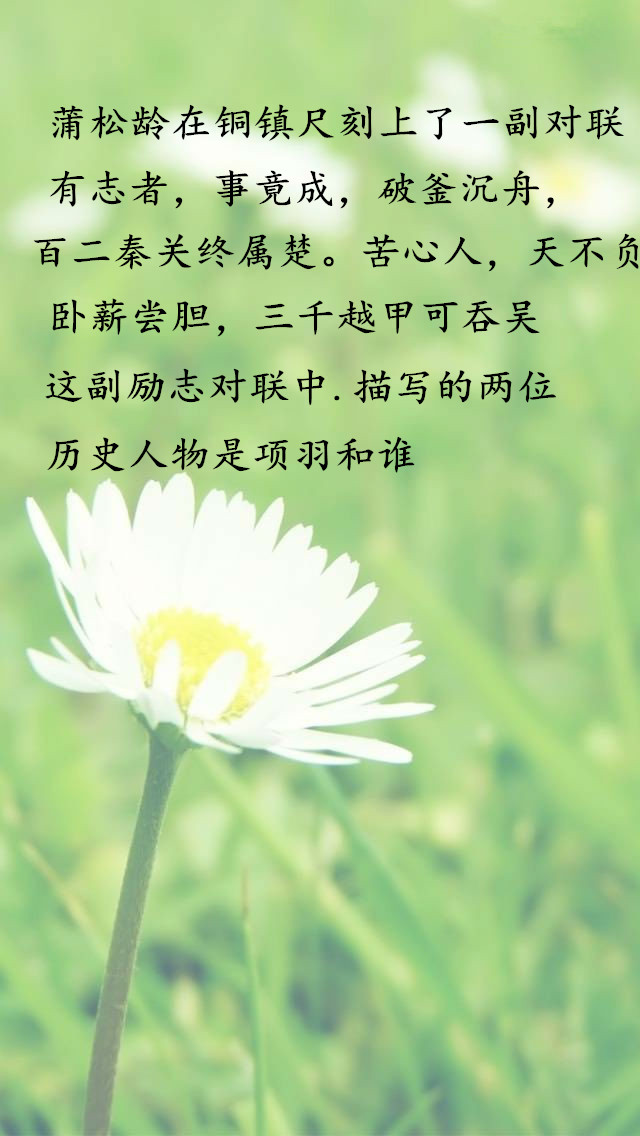 蒲松龄在铜镇尺刻上了一副对联
有志者，事竟成，破釜沉舟，
百二秦关终属楚。苦心人，天不负
卧薪尝胆，三千越甲可吞吴
这副励志对联中.描写的两位
历史人物是项羽和谁